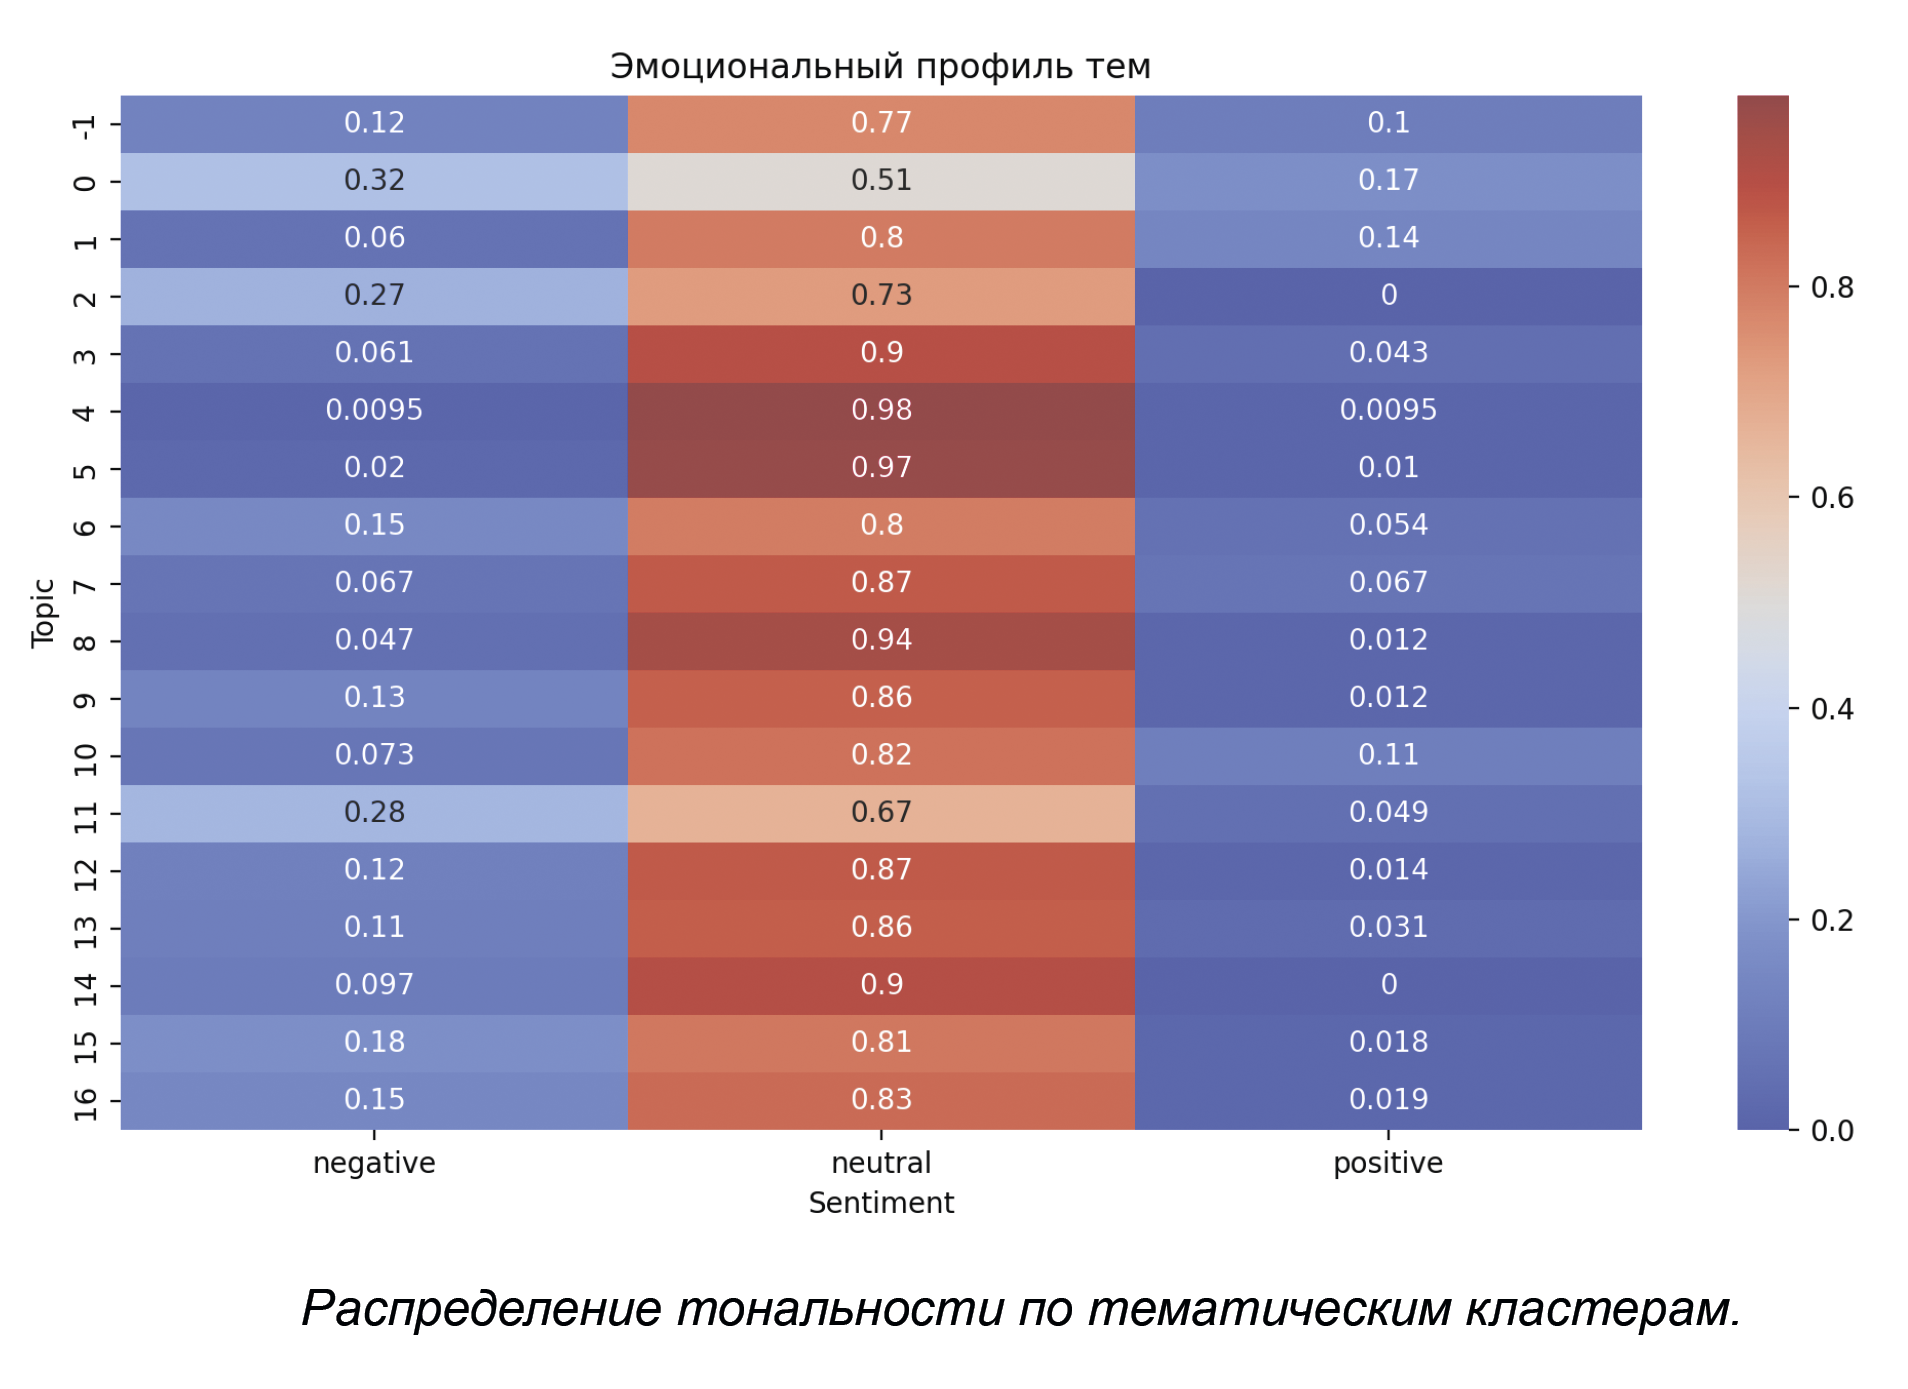 Эмоциональный профиль тем
-1 0.12 0.77 0.1
0 0.32 0.51 0.17
1 0.06 0.8 0.14
2 0.27 0.73 0 0.8
3 0.061 0.9 0.043
4 0.0095 0.98 0.0095
5 0.02 0.97 0.01 0.6
6 0.15 0.8 0.054
7 0.067 0.87 0.067
Topic
8 0.047 0.94 0.012
9 0.13 0.86 0.012 0.4
10 0.073 0.82 0.11
11 0.28 0.67 0.049
12 0.12 0.87 0.014
13 0.11 0.86 0.031 0.2
14 0.097 0.9 0
15 0.18 0.81 0.018
16 0.15 0.83 0.019
0.0
negative neutral positive
Sentiment
Распределение тональности по тематическим кластерам.